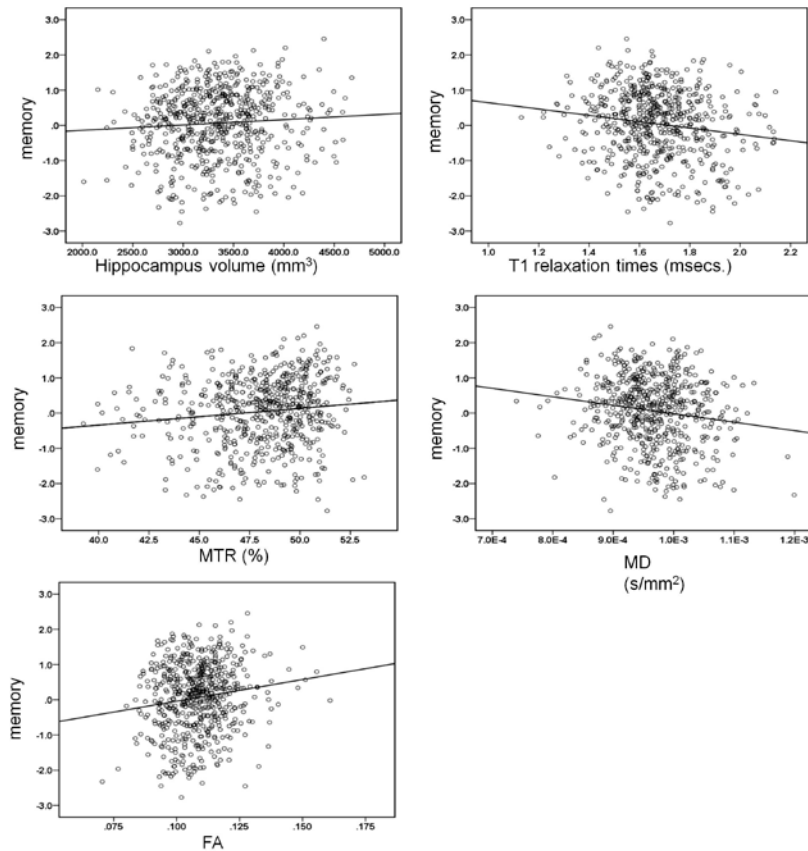 3.0
2.0
1.0
.0
-1.0
-2.0
-3.0
memory
2000.0 2500.0 3000.0 3500.0 4000.0 4500.0 5000.0
Hippocampus volume (mm³)
3.0
2.0
1.0
.0
-1.0
-2.0
-3.0
memory
1.0 1.2 1.4 1.6 1.8 2.0 2.2
T1 relaxation times (msecs.)
3.0
2.0
1.0
.0
-1.0
-2.0
-3.0
memory
40.0 42.5 45.0 47.5 50.0 52.5
MTR (%)
3.0
2.0
1.0
.0
-1.0
-2.0
-3.0
memory
7.0E-4 8.0E-4 9.0E-4 1.0E-3 1.1E-3 1.2E-3
MD
(s/mm²)
3.0
2.0
1.0
.0
-1.0
-2.0
-3.0
memory
.075 .100 .125 .150 .175
FA